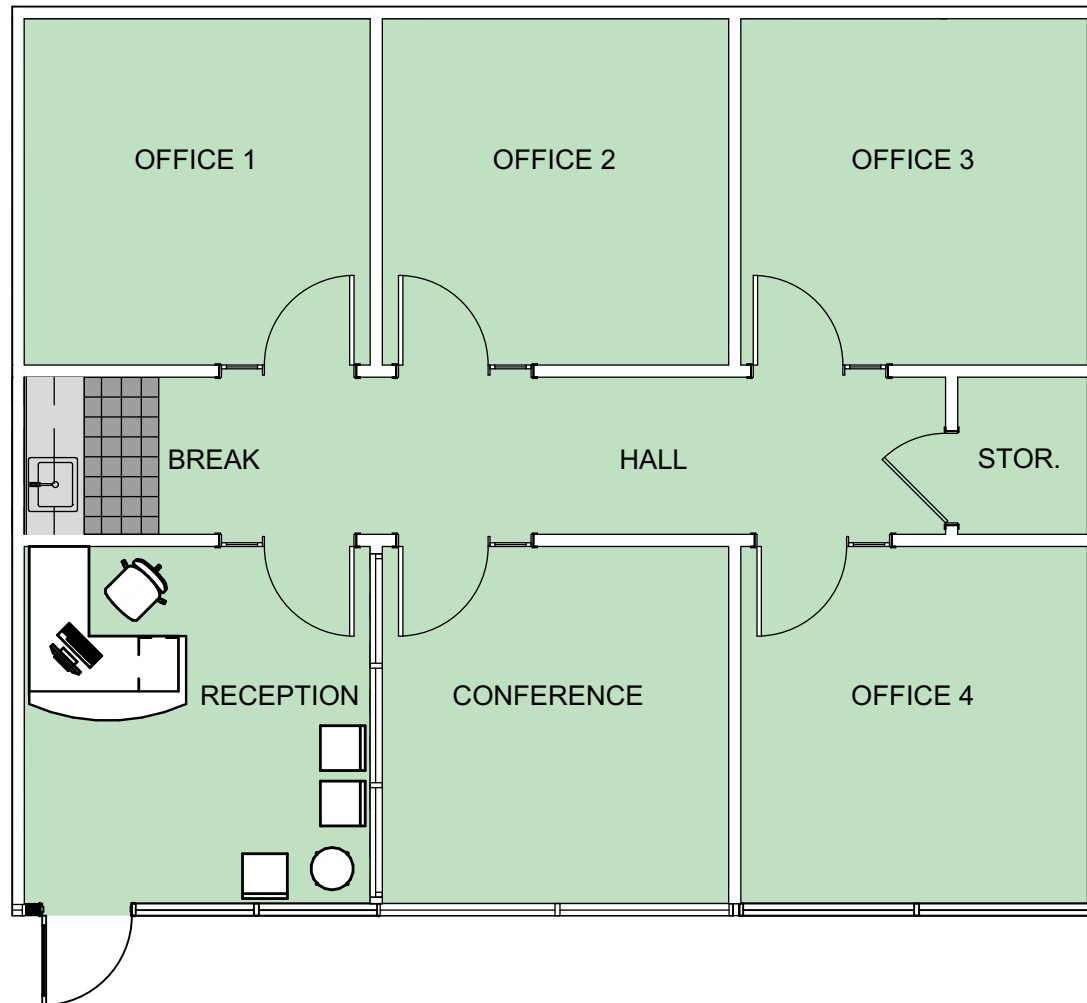 OFFICE 1
OFFICE 2
OFFICE 3
BREAK
HALL
STOR.
RECEPTION
CONFERENCE
OFFICE 4